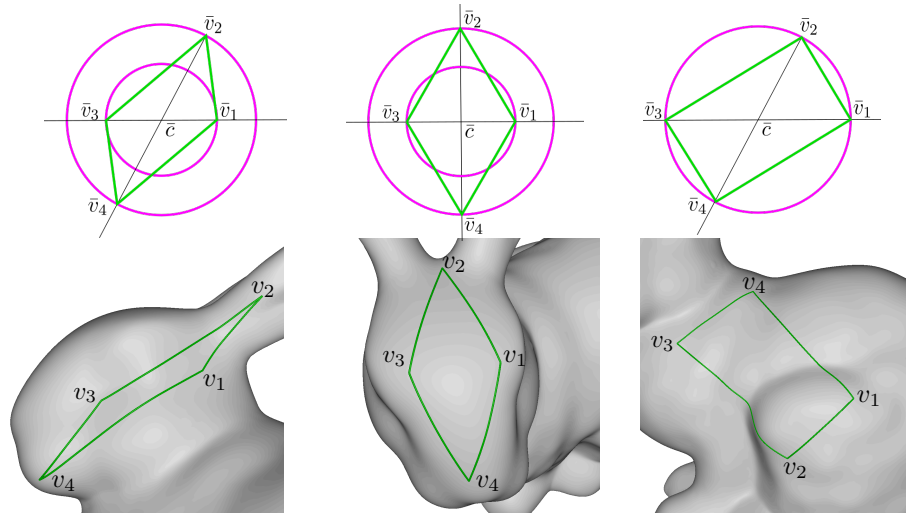 v̄₂
v̄₃ v̄₁
c̄
v̄₄
v̄₂
v̄₃ v̄₁
c̄
v̄₄
v̄₂
v̄₃ v̄₁
c̄
v̄₄
v₂
v₁
v₃
v₄
v₂
v₃ v₁
v₄
v₄
v₃
v₁
v₂